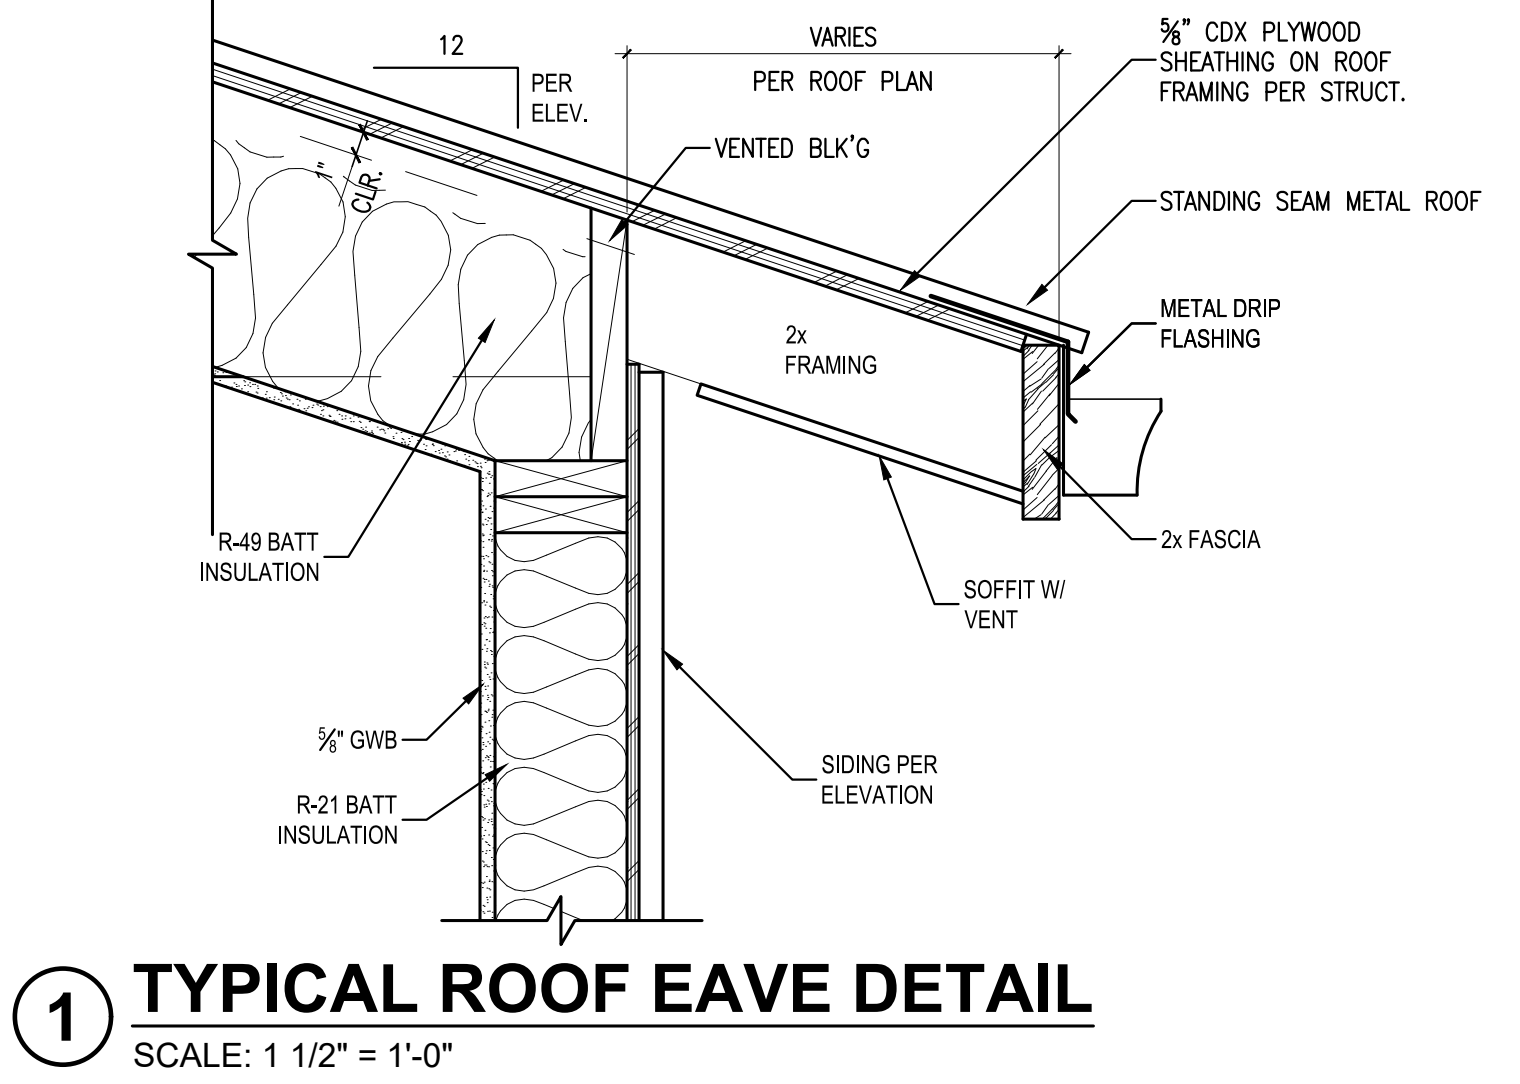 12
PER
ELEV.
VARIES
PER ROOF PLAN
⅝" CDX PLYWOOD
SHEATHING ON ROOF
FRAMING PER STRUCT.
VENTED BLK'G
1"
CLR.
STANDING SEAM METAL ROOF
METAL DRIP
FLASHING
2x
FRAMING
R-49 BATT
INSULATION
2x FASCIA
SOFFIT W/
VENT
⅝" GWB
SIDING PER
ELEVATION
R-21 BATT
INSULATION
1
TYPICAL ROOF EAVE DETAIL
SCALE: 1 1/2" = 1'-0"